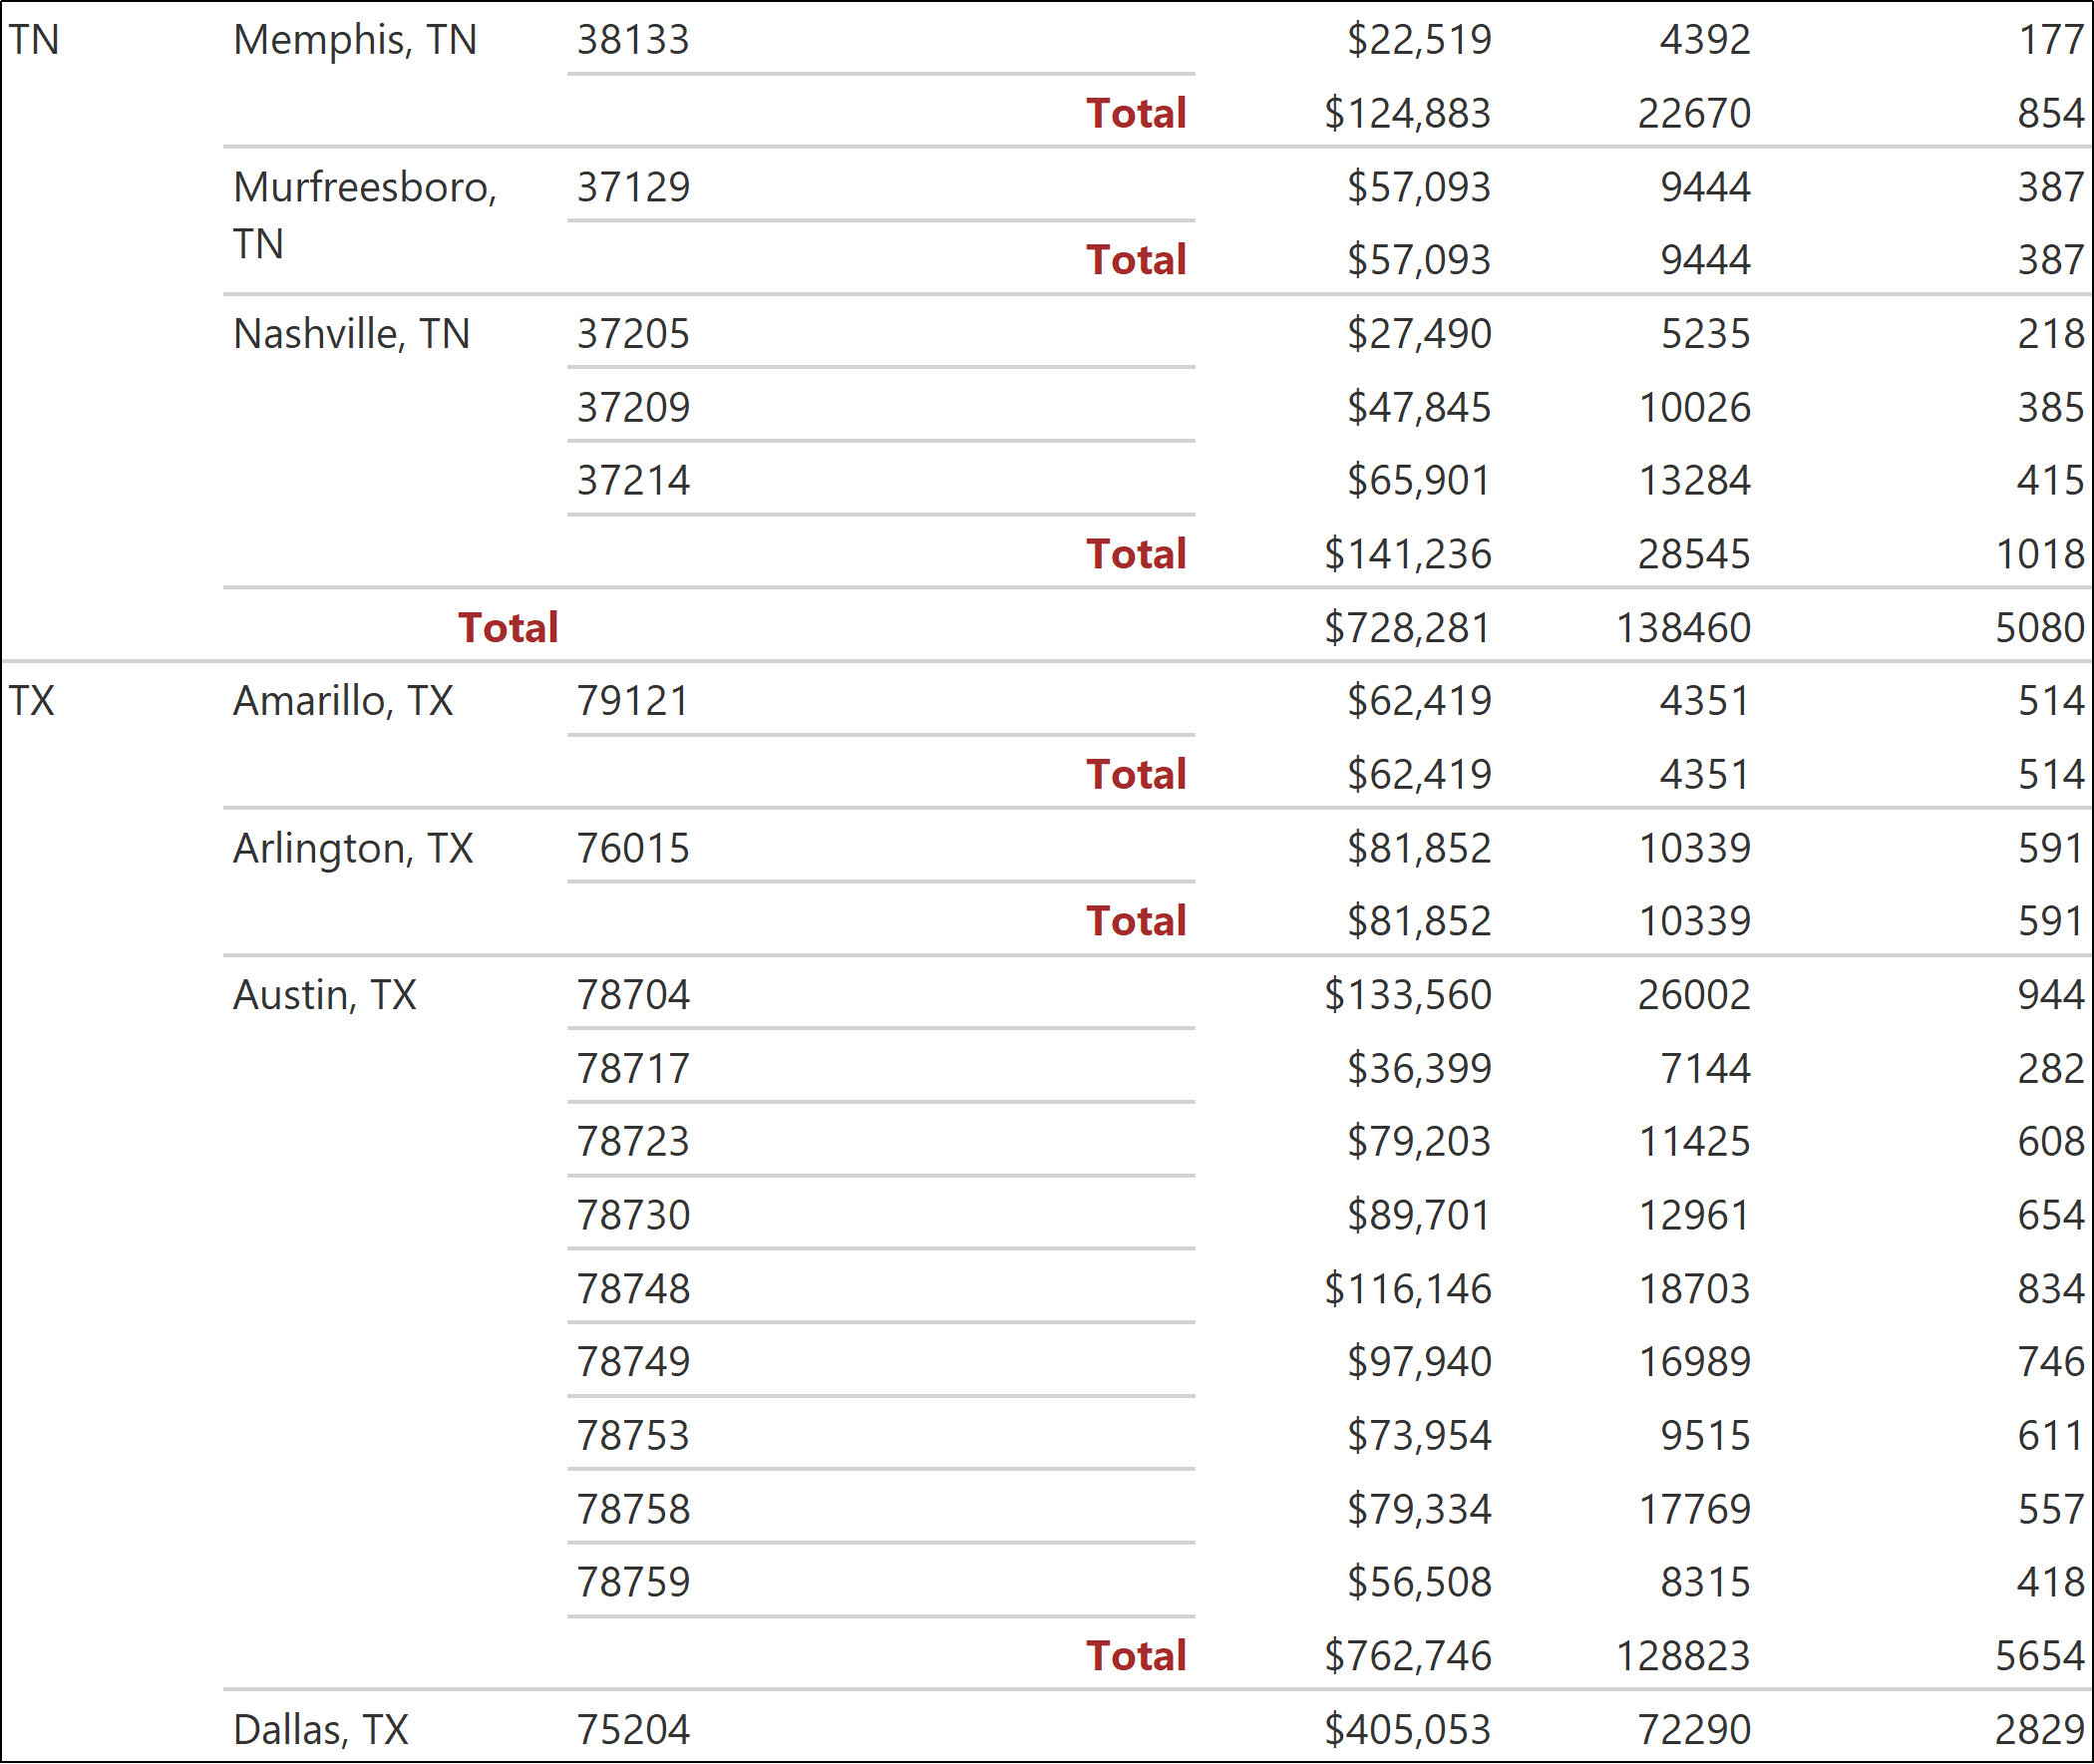 TN Memphis, TN 38133 $22,519 4392 177
Total $124,883 22670 854
Murfreesboro, 37129 $57,093 9444 387
TN
Total $57,093 9444 387
Nashville, TN 37205 $27,490 5235 218
37209 $47,845 10026 385
37214 $65,901 13284 415
Total $141,236 28545 1018
Total $728,281 138460 5080
TX Amarillo, TX 79121 $62,419 4351 514
Total $62,419 4351 514
Arlington, TX 76015 $81,852 10339 591
Total $81,852 10339 591
Austin, TX 78704 $133,560 26002 944
78717 $36,399 7144 282
78723 $79,203 11425 608
78730 $89,701 12961 654
78748 $116,146 18703 834
78749 $97,940 16989 746
78753 $73,954 9515 611
78758 $79,334 17769 557
78759 $56,508 8315 418
Total $762,746 128823 5654
Dallas, TX 75204 $405,053 72290 2829